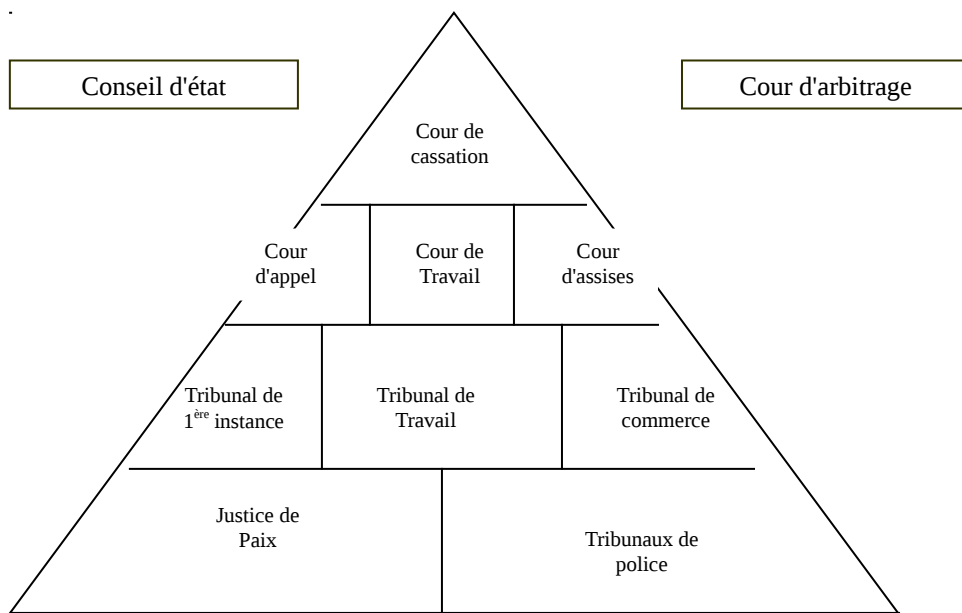 Conseil d'état
Cour d'arbitrage
Cour de
cassation
Cour
d'appel
Cour de
Travail
Cour
d'assises
Tribunal de
1ère instance
Tribunal de
Travail
Tribunal de
commerce
Justice de
Paix
Tribunaux de
police